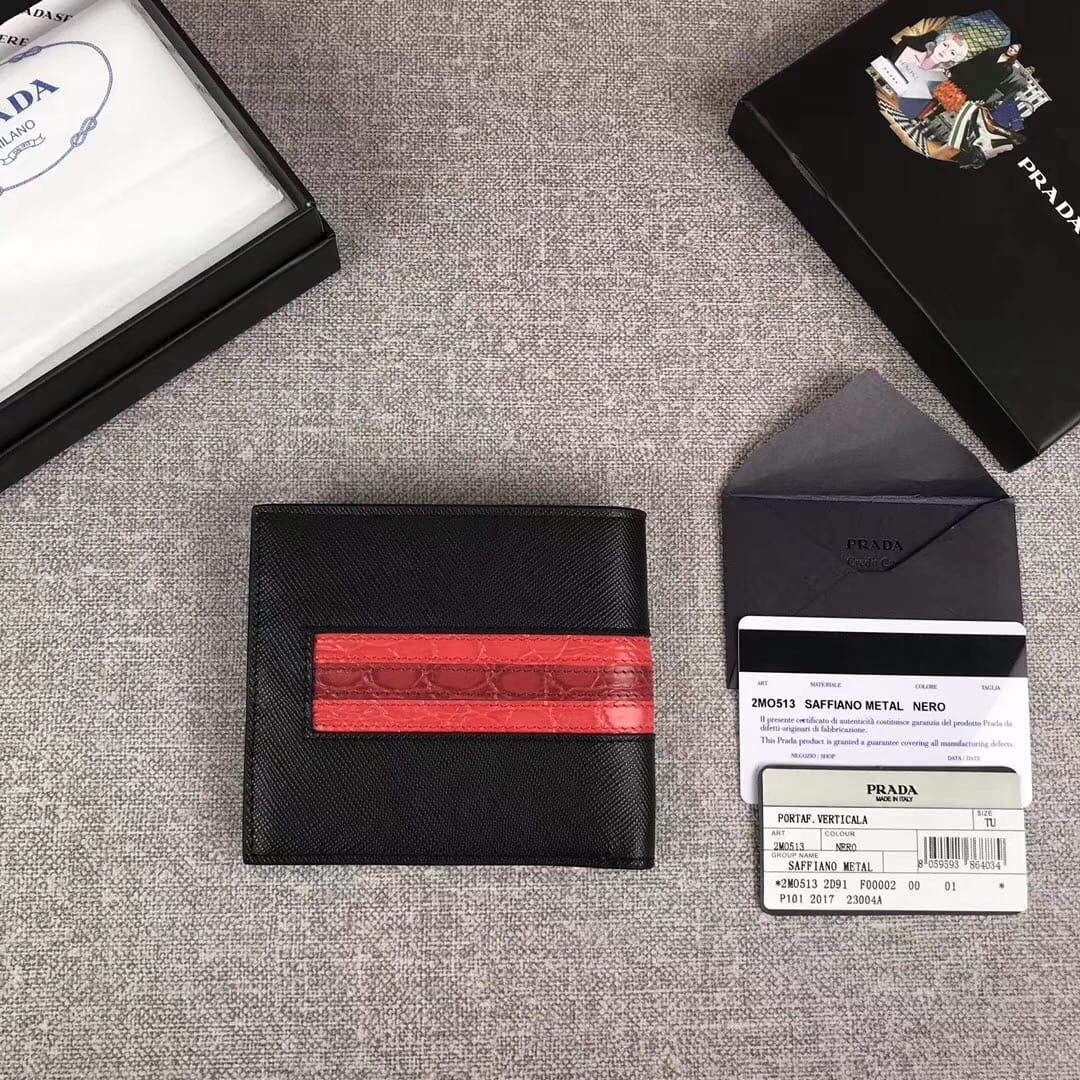 ADASE
ERE
ADA
MILANO
PRADA
PRADA
ART MATERIALE COLORE TAGLIA
2MO513 SAFFIANO METAL NERO
Il presente certificato di autenticità costituisce garanzia del prodotto Prada da
difetti originari di fabbricazione.
This Prada product is granted a guarantee covering all manufacturing defects.
NEGOZIO / SHOP DATA / DATE
PRADA
MADE IN ITALY
PORTAF.VERTICALA
SIZE
TU
ART COLOUR
2M0513 NERO
GROUP NAME
SAFFIANO METAL
8 059593 864034
*2M0513 2D91 F00002 00 01 *
P101 2017 23004A